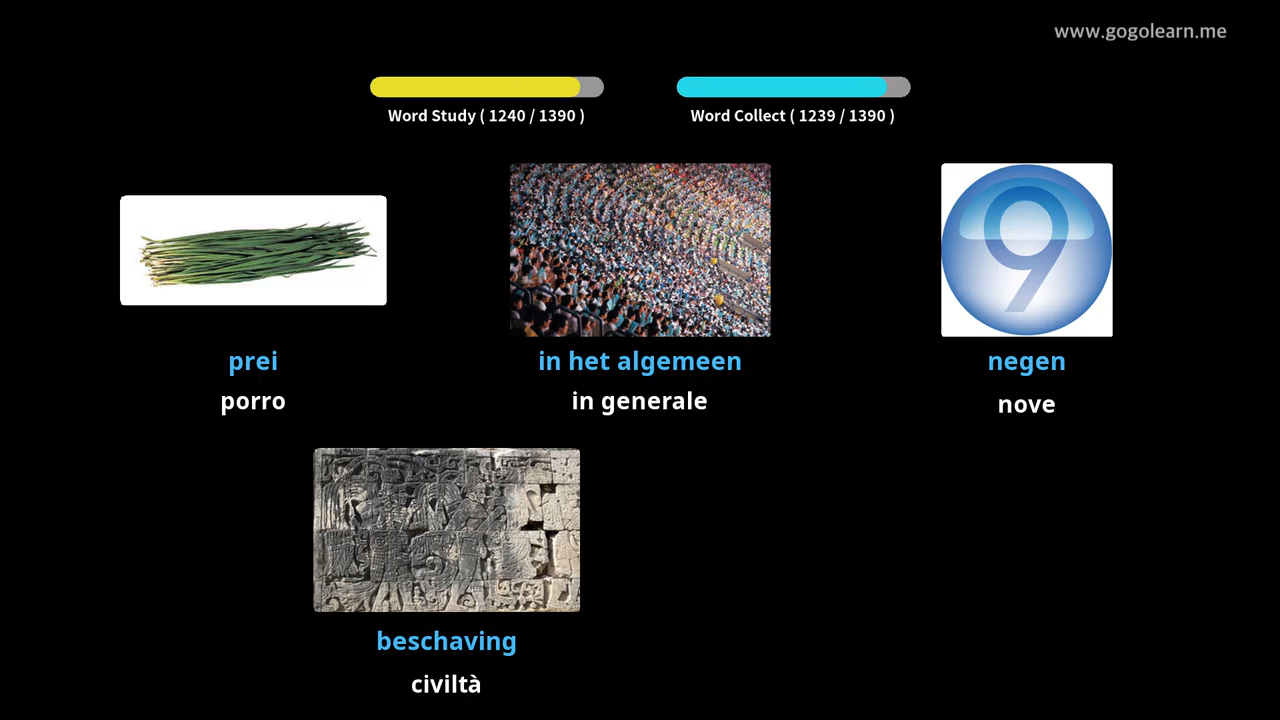 www.gogolearn.me
Word Study ( 1240 / 1390 )
Word Collect ( 1239 / 1390 )
9
prei
porro
in het algemeen
in generale
negen
nove
beschaving
civiltà